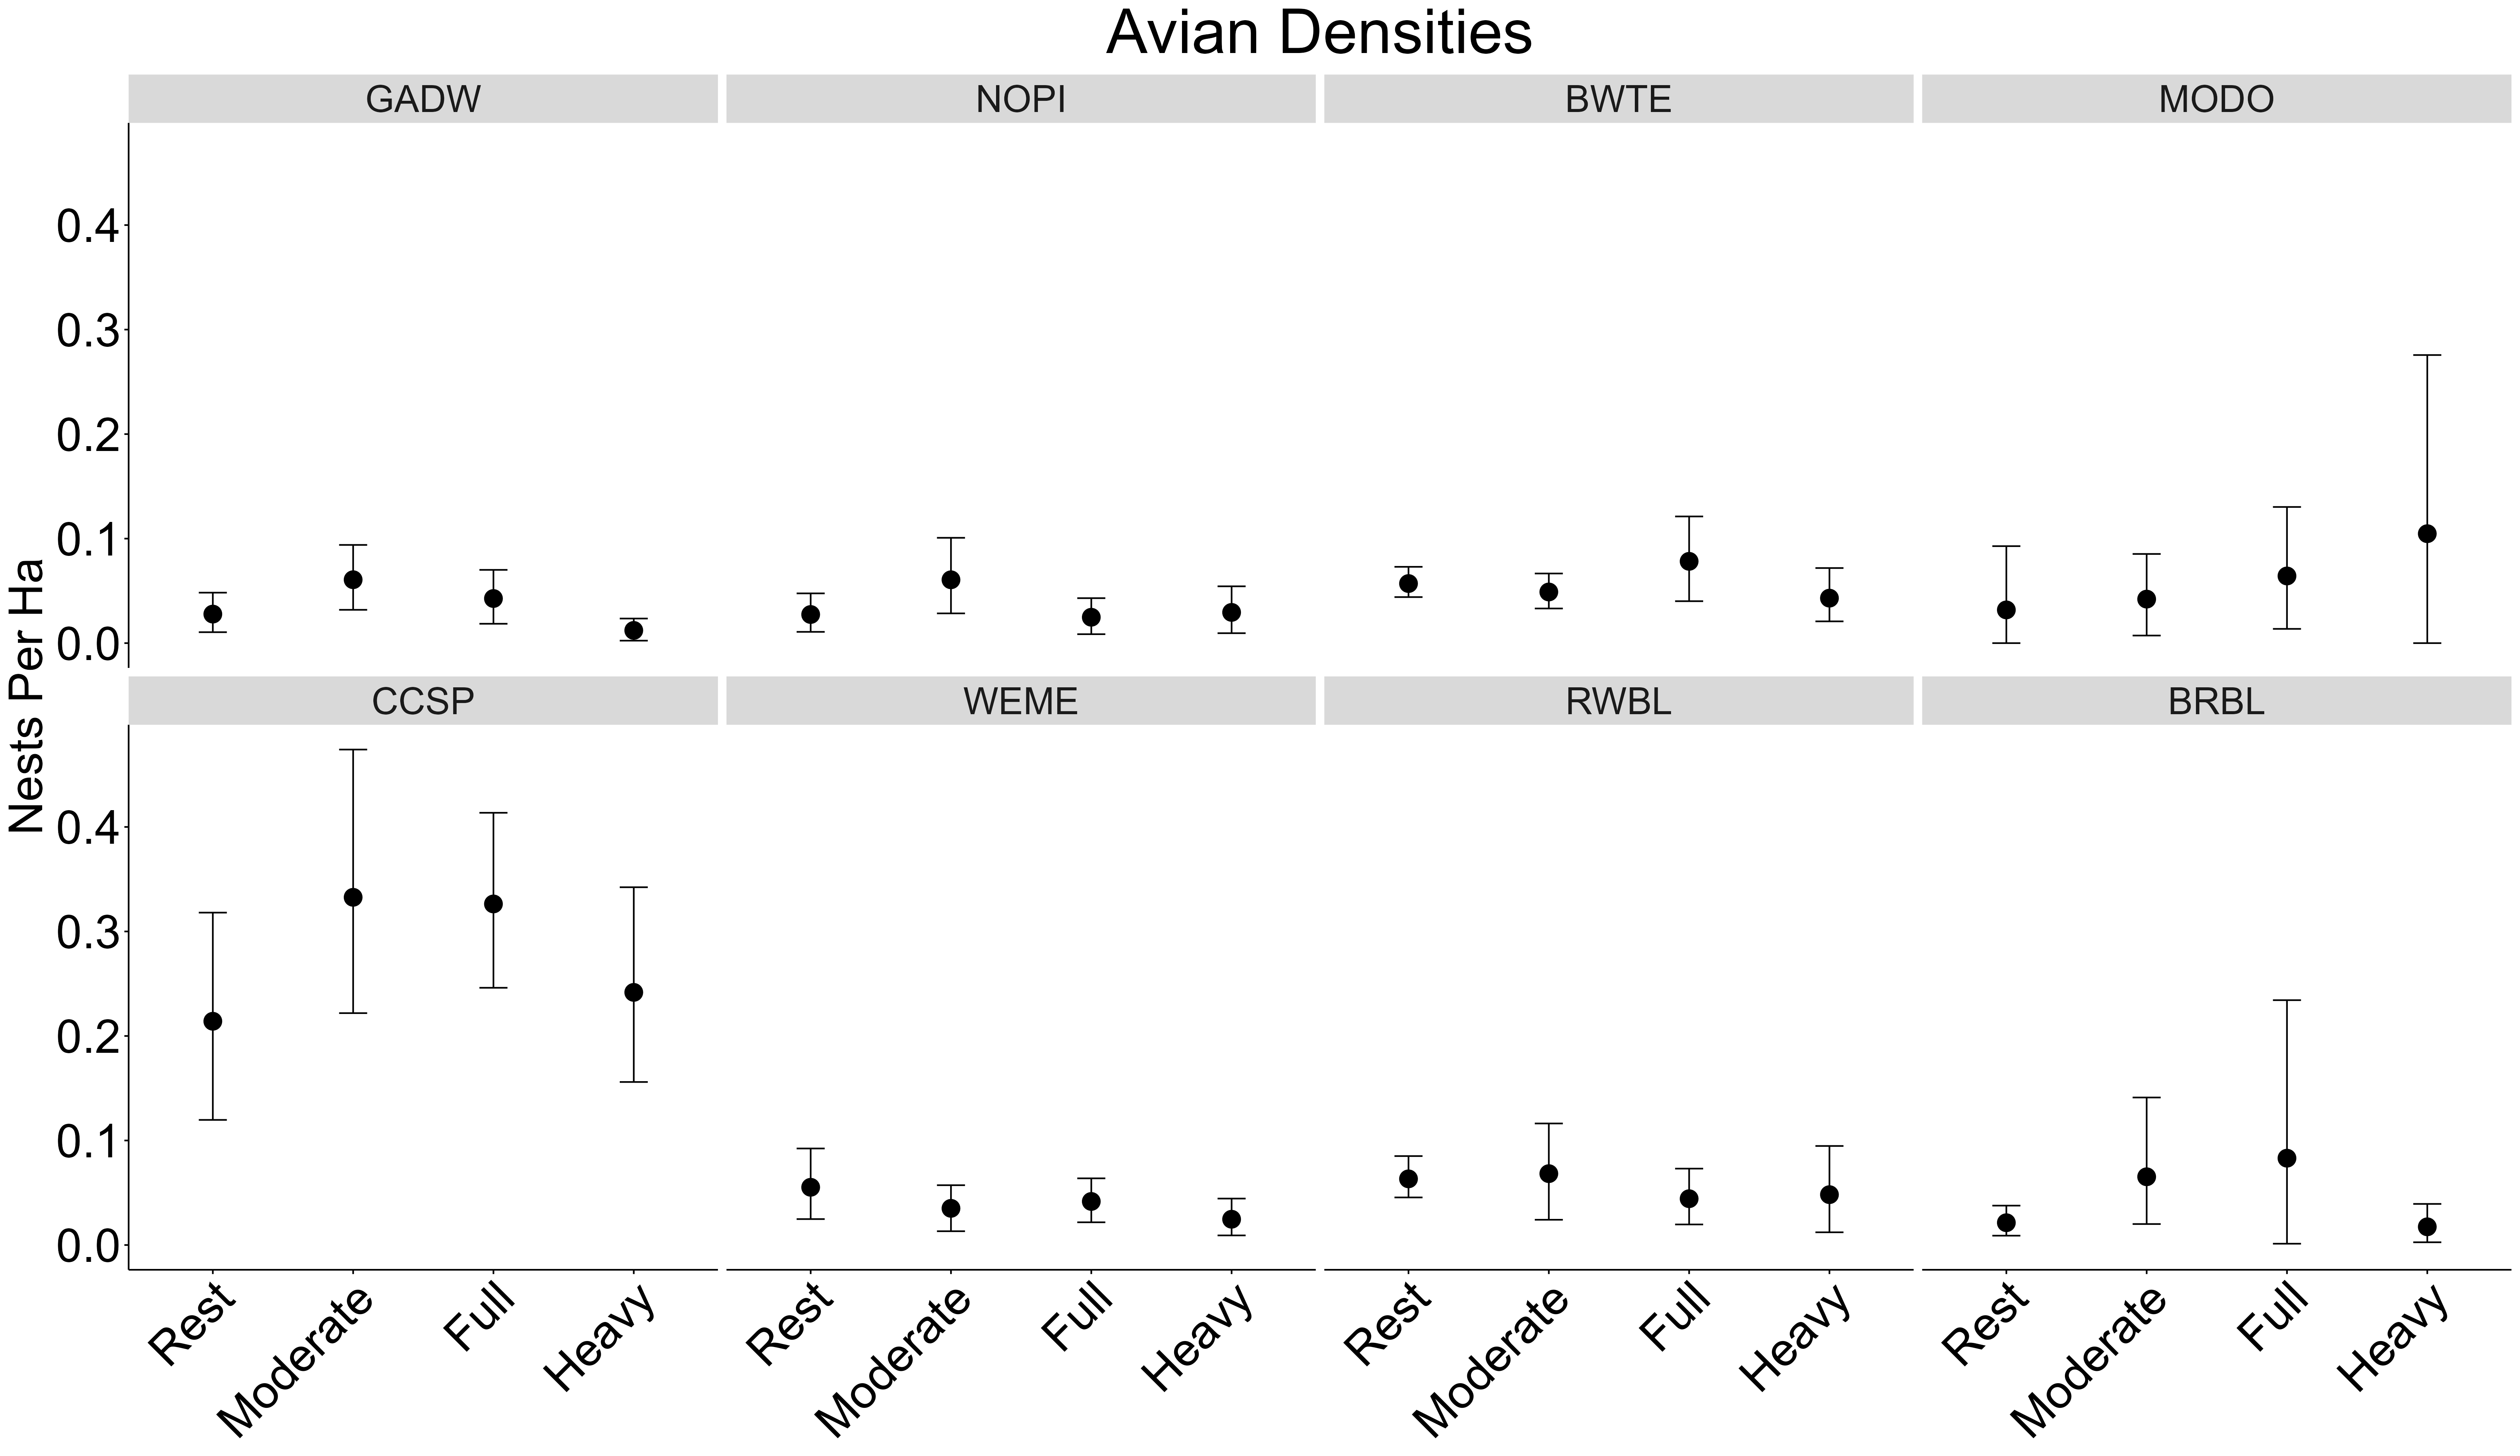 Avian Densities
GADW NOPI BWTE MODO
0.4
0.3
0.2
0.1
0.0
Nests Per Ha
CCSP WEME RWBL BRBL
0.4
0.3
0.2
0.1
0.0
Rest Moderate Full Heavy Rest Moderate Full Heavy Rest Moderate Full Heavy Rest Moderate Full Heavy